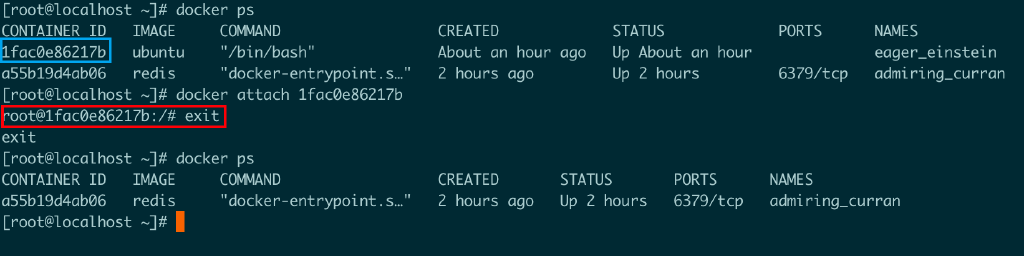 [root@localhost ~]# docker ps
CONTAINER ID IMAGE COMMAND CREATED STATUS PORTS NAMES
1fac0e86217b ubuntu "/bin/bash" About an hour ago Up About an hour eager_einstein
a55b19d4ab06 redis "docker-entrypoint.s…" 2 hours ago Up 2 hours 6379/tcp admiring_curran
[root@localhost ~]# docker attach 1fac0e86217b
root@1fac0e86217b:/# exit
exit
[root@localhost ~]# docker ps
CONTAINER ID IMAGE COMMAND CREATED STATUS PORTS NAMES
a55b19d4ab06 redis "docker-entrypoint.s…" 2 hours ago Up 2 hours 6379/tcp admiring_curran
[root@localhost ~]#